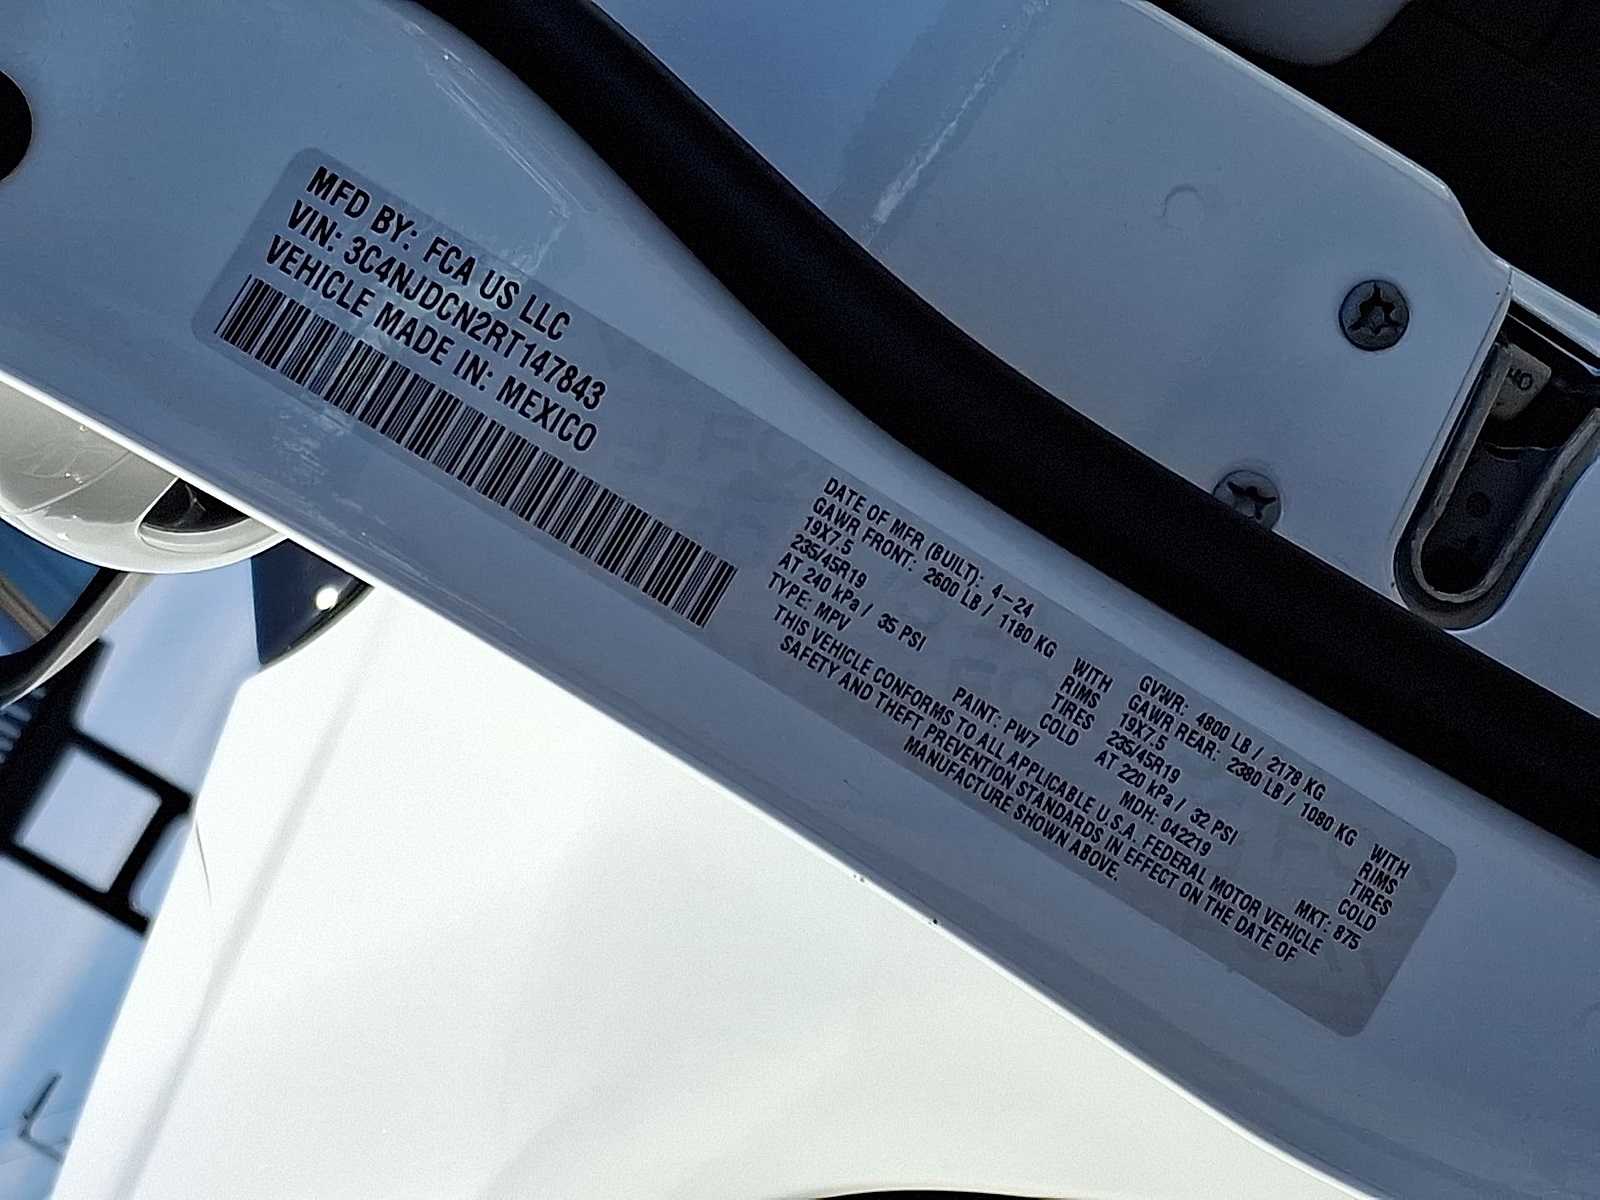 MFD BY: FCA US LLC
VIN: 3C4NJDCN2RT147843
VEHICLE MADE IN: MEXICO
DATE OF MFR (BUILT): 4-24 GVWR: 4800 LB / 2178 KG
GAWR FRONT: 2600 LB / 1180 KG WITH GAWR REAR: 2380 LB / 1080 KG WITH
19X7.5 RIMS 19X7.5 RIMS
235/45R19 TIRES 235/45R19 TIRES
AT 240 kPa / 35 PSI COLD AT 220 kPa / 32 PSI COLD
TYPE: MPV PAINT: PW7 MDH: 042219 MKT: 875
THIS VEHICLE CONFORMS TO ALL APPLICABLE U.S.A. FEDERAL MOTOR VEHICLE
SAFETY AND THEFT PREVENTION STANDARDS IN EFFECT ON THE DATE OF
MANUFACTURE SHOWN ABOVE.